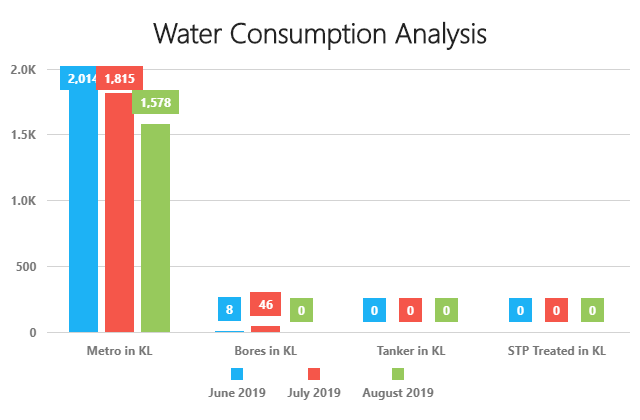 Water Consumption Analysis
2.0K
2,014 1,815
1,578
1.5K
1.0K
500
8 46 0 0 0 0 0 0 0
0
Metro in KL Bores in KL Tanker in KL STP Treated in KL
June 2019 July 2019 August 2019